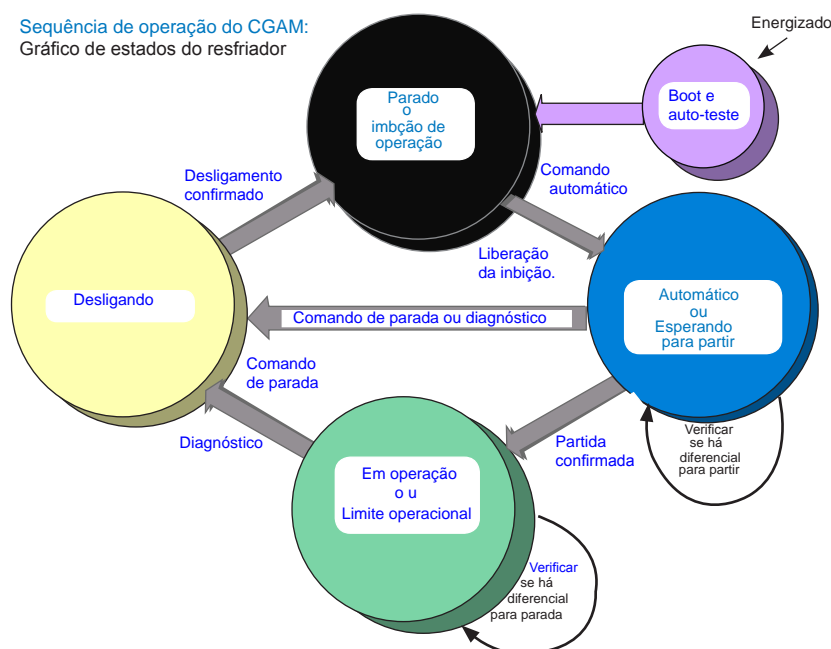 Sequência de operação do CGAM:
Gráfico de estados do resfriador
Energizado
Parado
o
imbção de
operação
Boot e
auto-teste
Desligamento
confirmado
Comando
automático
Liberação
da inbição.
Desligando
Comando de parada ou diagnóstico
Automático
ou
Esperando
para partir
Comando
de parada
Diagnóstico
Partida
confirmada
Verificar
se há
diferencial
para partir
Em operação
o u
Limite operacional
Verificar
se há
diferencial
para parada